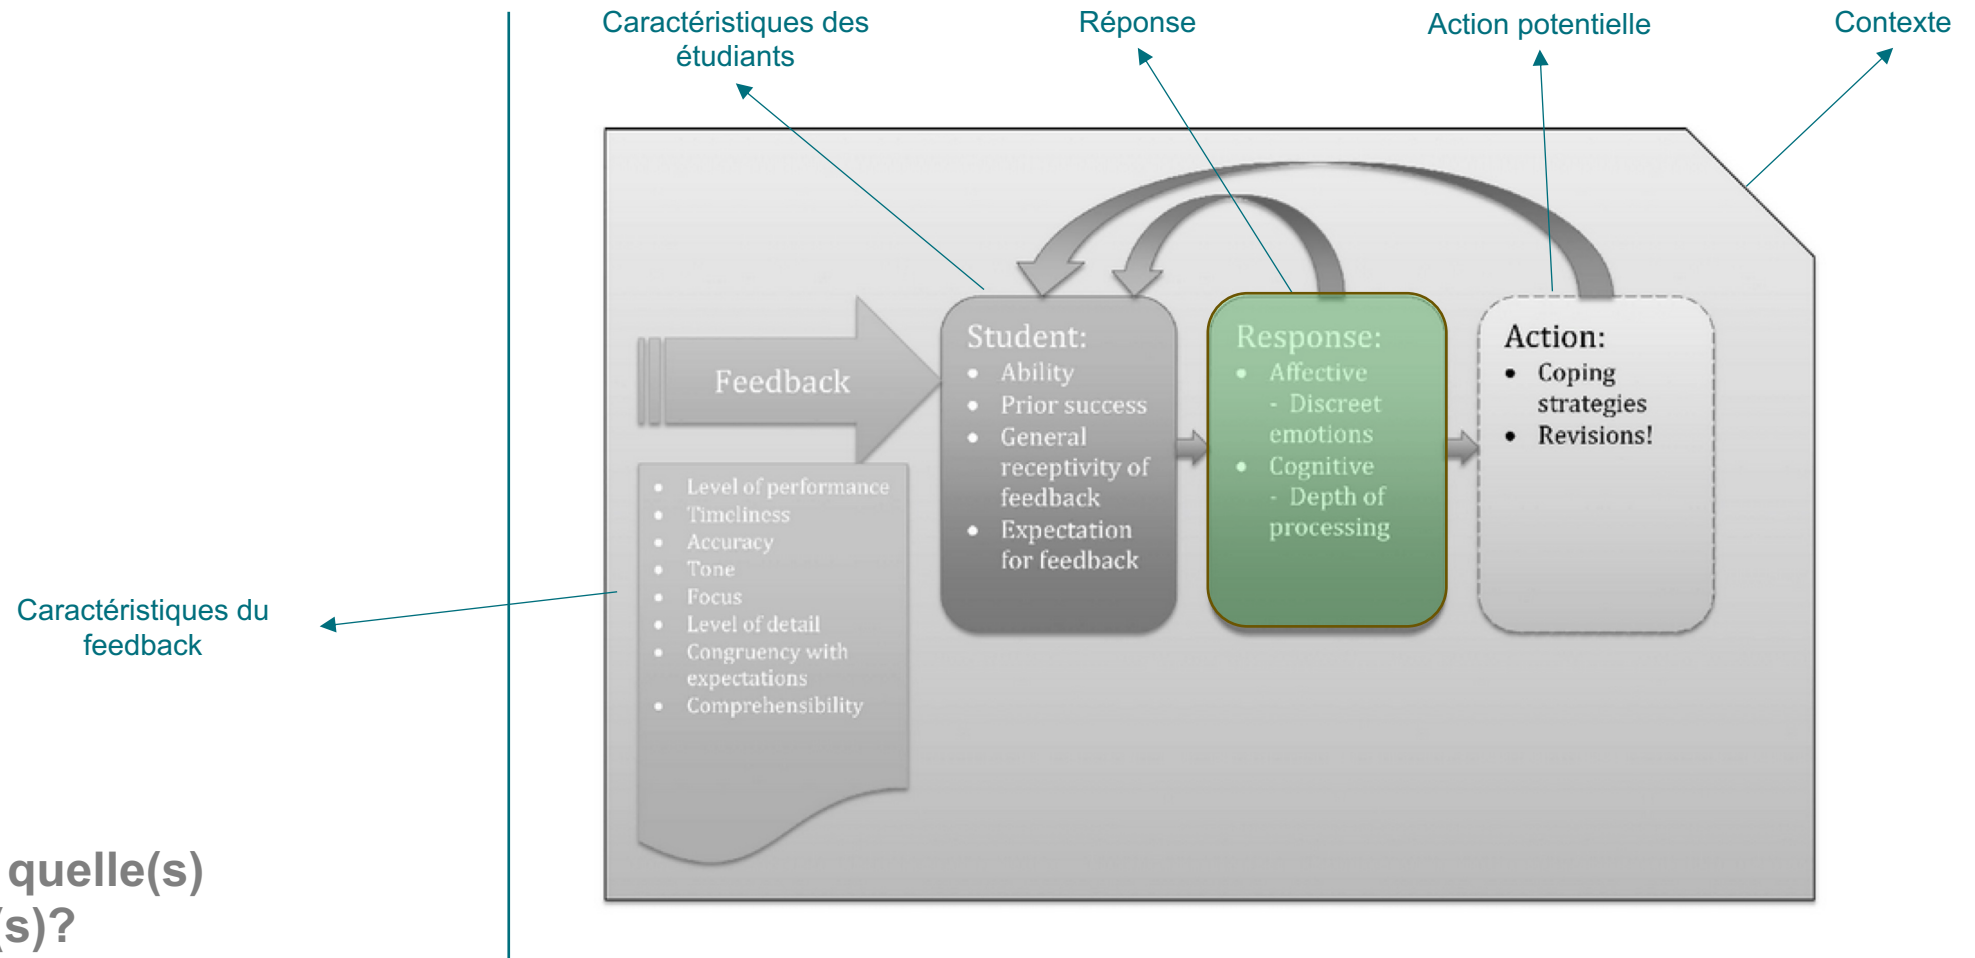 Caractéristiques des
étudiants
Réponse
Action potentielle
Contexte
Feedback
• Level of performance
• Timeliness
• Accuracy
• Tone
• Focus
• Level of detail
• Congruency with
expectations
• Comprehensibility
Student:
• Ability
• Prior success
• General
receptivity of
feedback
• Expectation
for feedback
Response:
• Affective
- Discreet
emotions
• Cognitive
- Depth of
processing
Action:
• Coping
strategies
• Revisions!
Caractéristiques du
feedback
quelle(s)
(s)?